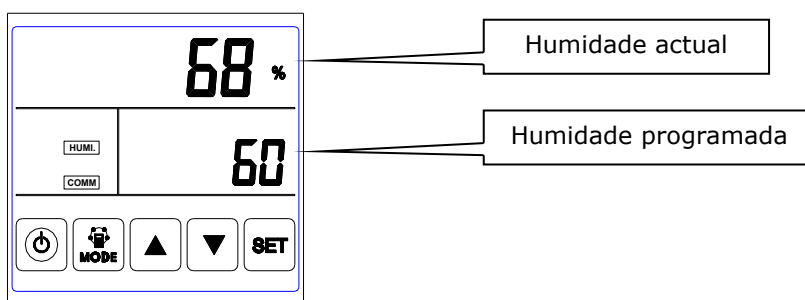 68 %
Humidade actual
HUMI.
60
Humidade programada
COMM
MODE
SET